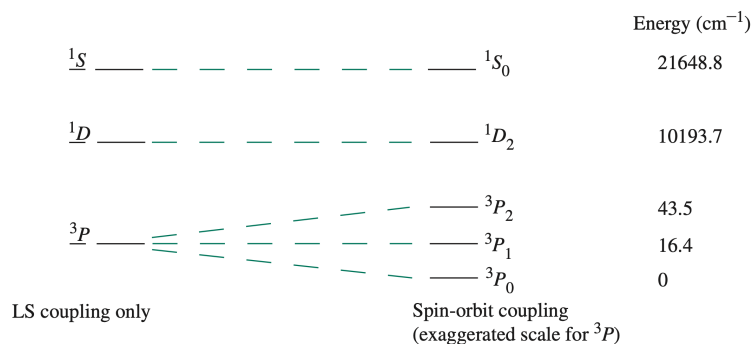 Energy (cm⁻¹)
¹S ¹S₀ 21648.8
¹D ¹D₂ 10193.7
³P₂ 43.5
³P ³P₁ 16.4
³P₀ 0
LS coupling only Spin-orbit coupling
(exaggerated scale for ³P)